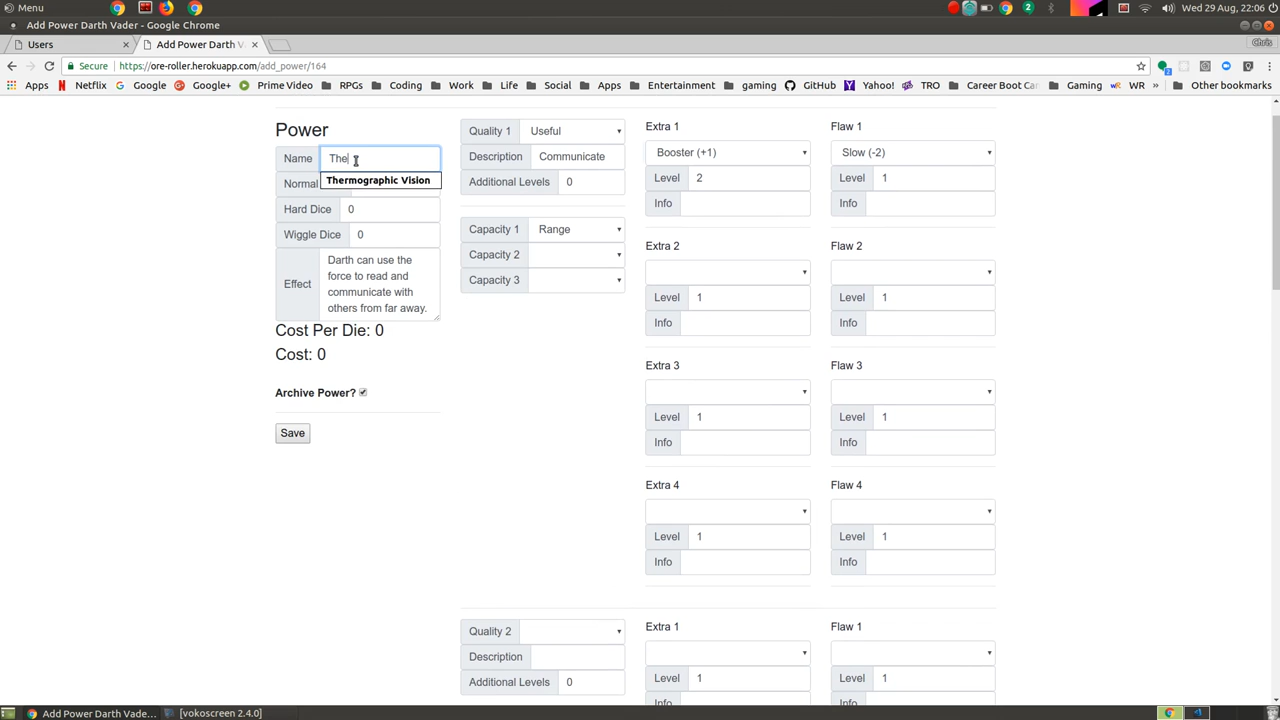 Menu
Wed 29 Aug, 22:06
Add Power Darth Vader - Google Chrome
Users
Add Power Darth V
Chris
Secure
https://ore-roller.herokuapp.com/add_power/164
Apps
Netflix
Google
Google+
Prime Video
RPGs
Coding
Work
Life
Social
Apps
Entertainment
gaming
GitHub
Yahoo!
TRO
Career Boot Ca
Gaming
WR
»
Other bookmarks
Power
Name
The
Thermographic Vision
Normal
Hard Dice
0
Wiggle Dice
0
Effect
Darth can use the
force to read and
communicate with
others from far away.
Cost Per Die: 0
Cost: 0
Archive Power?
Save
Quality 1
Useful
Description
Communicate
Additional Levels
0
Capacity 1
Range
Capacity 2
Capacity 3
Extra 1
Booster (+1)
Level
2
Info
Flaw 1
Slow (-2)
Level
1
Info
Extra 2
Level
1
Info
Flaw 2
Level
1
Info
Extra 3
Level
1
Info
Flaw 3
Level
1
Info
Extra 4
Level
1
Info
Flaw 4
Level
1
Info
Quality 2
Description
Additional Levels
0
Extra 1
Level
1
Info
Flaw 1
Level
1
Info
Add Power Darth Vade...
[vokoscreen 2.4.0]